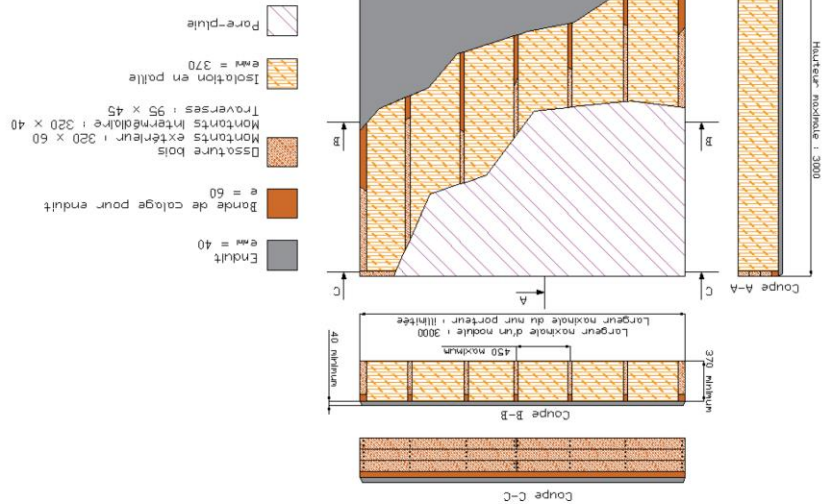 Coupe C-C
Coupe B-B
370 minimum
40 minimum
450 maximum
Largeur maximale d'un module : 3000
Largeur maximale du mur porteur : illimitée
Coupe A-A
Hauteur maximale : 3000
C
A
C
B
B
Enduit
emini = 40
Bande de calage pour enduit
e = 60
Ossature bois
Montants extérieur : 320 x 60
Montants intermédiaire : 320 x 40
Traverses : 95 x 45
Isolation en paille
emini = 370
Pare-pluie